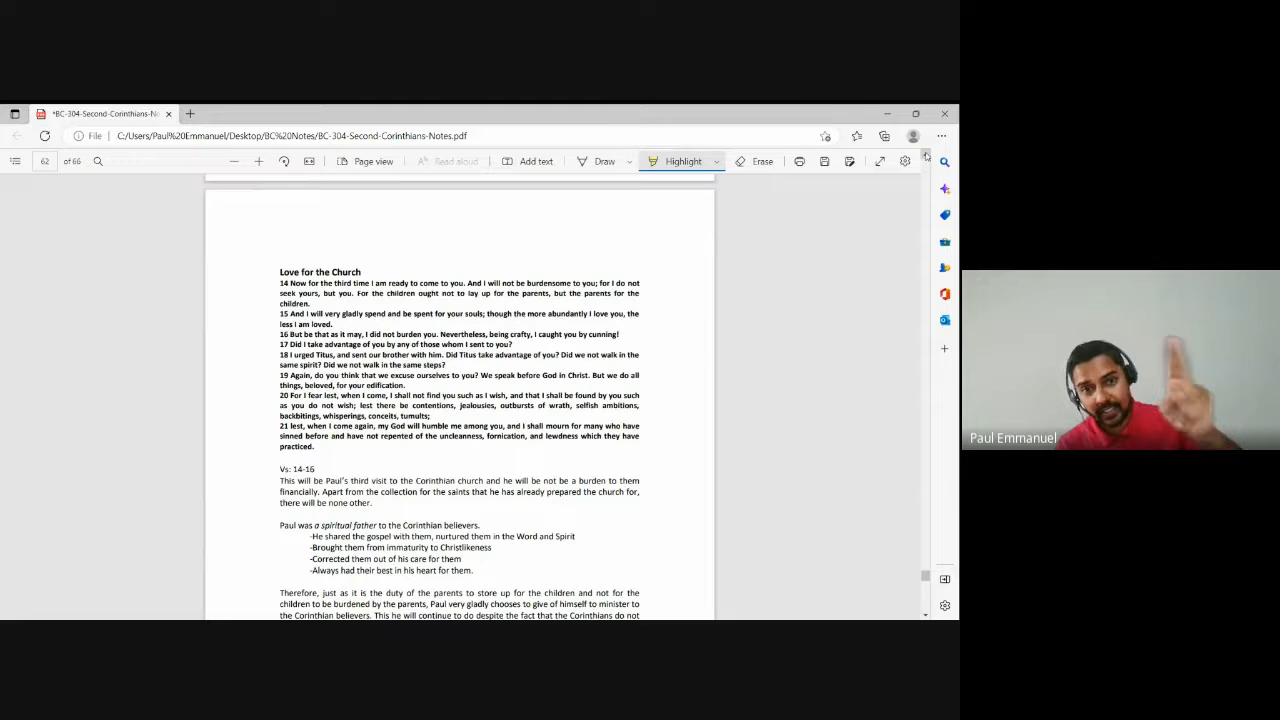 *BC-304-Second-Corinthians-No
File
C:/Users/Paul%20Emmanuel/Desktop/BC%20Notes/BC-304-Second-Corinthians-Notes.pdf
62 of 66
Page view
Read aloud
Add text
Draw
Highlight
Erase
Love for the Church
14 Now for the third time I am ready to come to you. And I will not be burdensome to you; for I do not
seek yours, but you. For the children ought not to lay up for the parents, but the parents for the
children.
15 And I will very gladly spend and be spent for your souls; though the more abundantly I love you, the
less I am loved.
16 But be that as it may, I did not burden you. Nevertheless, being crafty, I caught you by cunning!
17 Did I take advantage of you by any of those whom I sent to you?
18 I urged Titus, and sent our brother with him. Did Titus take advantage of you? Did we not walk in the
same spirit? Did we not walk in the same steps?
19 Again, do you think that we excuse ourselves to you? We speak before God in Christ. But we do all
things, beloved, for your edification.
20 For I fear lest, when I come, I shall not find you such as I wish, and that I shall be found by you such
as you do not wish; lest there be contentions, jealousies, outbursts of wrath, selfish ambitions,
backbitings, whisperings, conceits, tumults;
21 lest, when I come again, my God will humble me among you, and I shall mourn for many who have
sinned before and have not repented of the uncleanness, fornication, and lewdness which they have
practiced.
Vs: 14-16
This will be Paul's third visit to the Corinthian church and he will be not be a burden to them
financially. Apart from the collection for the saints that he has already prepared the church for,
there will be none other.
Paul was a spiritual father to the Corinthian believers.
-He shared the gospel with them, nurtured them in the Word and Spirit
-Brought them from immaturity to Christlikeness
-Corrected them out of his care for them
-Always had their best in his heart for them.
Therefore, just as it is the duty of the parents to store up for the children and not for the
children to be burdened by the parents, Paul very gladly chooses to give of himself to minister to
the Corinthian believers. This he will continue to do despite the fact that the Corinthians do not
Paul Emmanuel